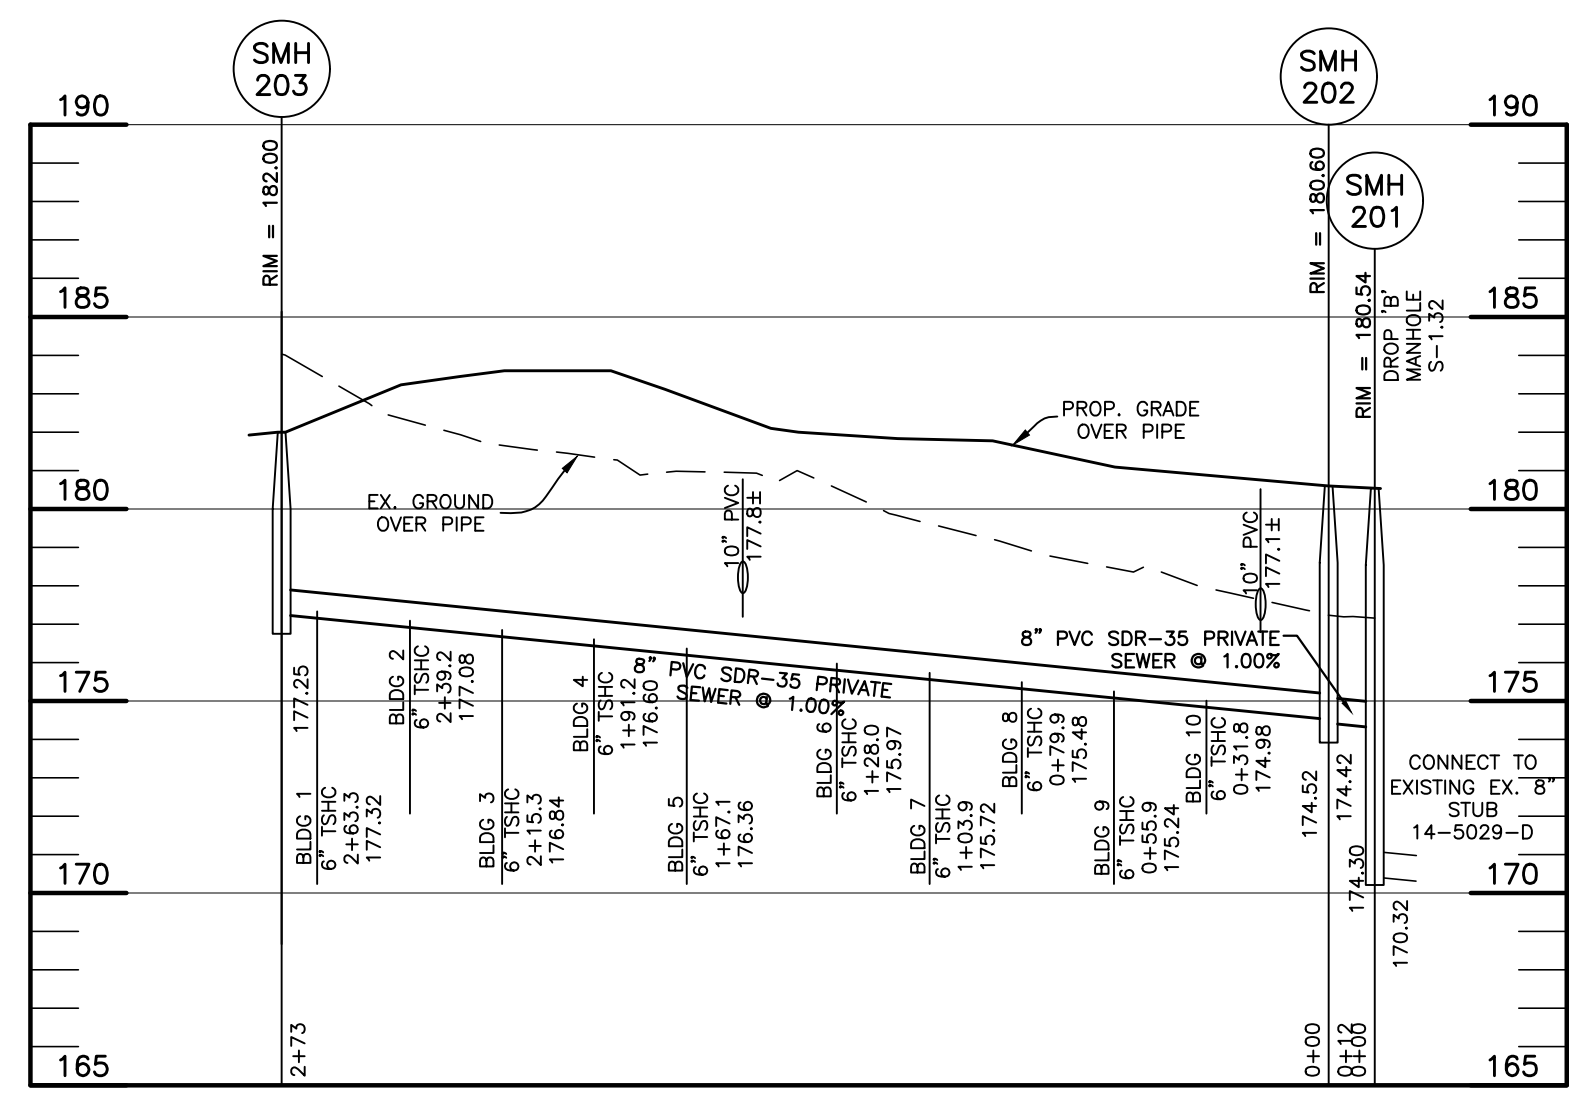 SMH
203
SMH
202
SMH
201
190
190
RIM = 182.00
RIM = 180.60
RIM = 180.54
DROP 'B'
MANHOLE
S-1.32
185
185
PROP. GRADE
OVER PIPE
EX. GROUND
OVER PIPE
180
180
10" PVC
177.8±
10" PVC
177.1±
8" PVC SDR-35 PRIVATE
SEWER @ 1.00%
8" PVC SDR-35 PRIVATE
SEWER @ 1.00%
175
175
177.25
BLDG 1
6" TSHC
2+63.3
177.32
BLDG 2
6" TSHC
2+39.2
177.08
BLDG 3
6" TSHC
2+15.3
176.84
BLDG 4
6" TSHC
1+91.2
176.60
BLDG 5
6" TSHC
1+67.1
176.36
BLDG 6
6" TSHC
1+28.0
175.97
BLDG 7
6" TSHC
1+03.9
175.72
BLDG 8
6" TSHC
0+79.9
175.48
BLDG 9
6" TSHC
0+55.9
175.24
BLDG 10
6" TSHC
0+31.8
174.98
174.52
174.42
174.30
170.32
CONNECT TO
EXISTING EX. 8"
STUB
14-5029-D
170
170
2+73
0+00
0+12
0+00
165
165